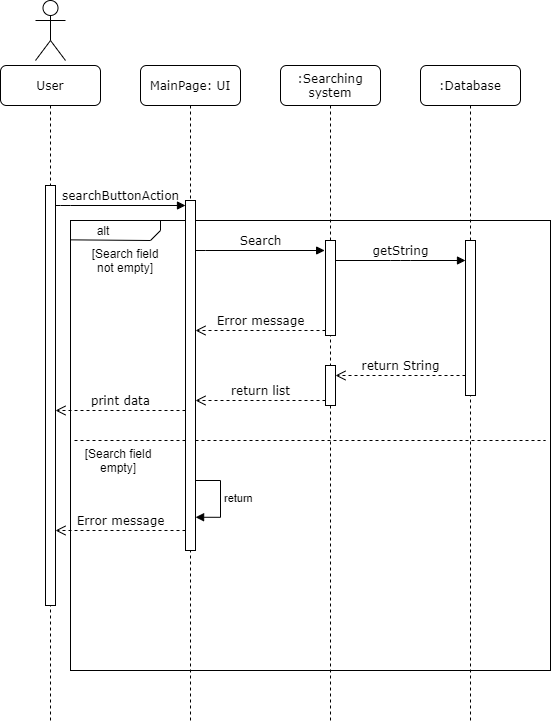 User
MainPage: UI
:Searching
system
:Database
searchButtonAction
alt
Search
getString
[Search field
not empty]
Error message
return String
return list
print data
[Search field
empty]
return
Error message